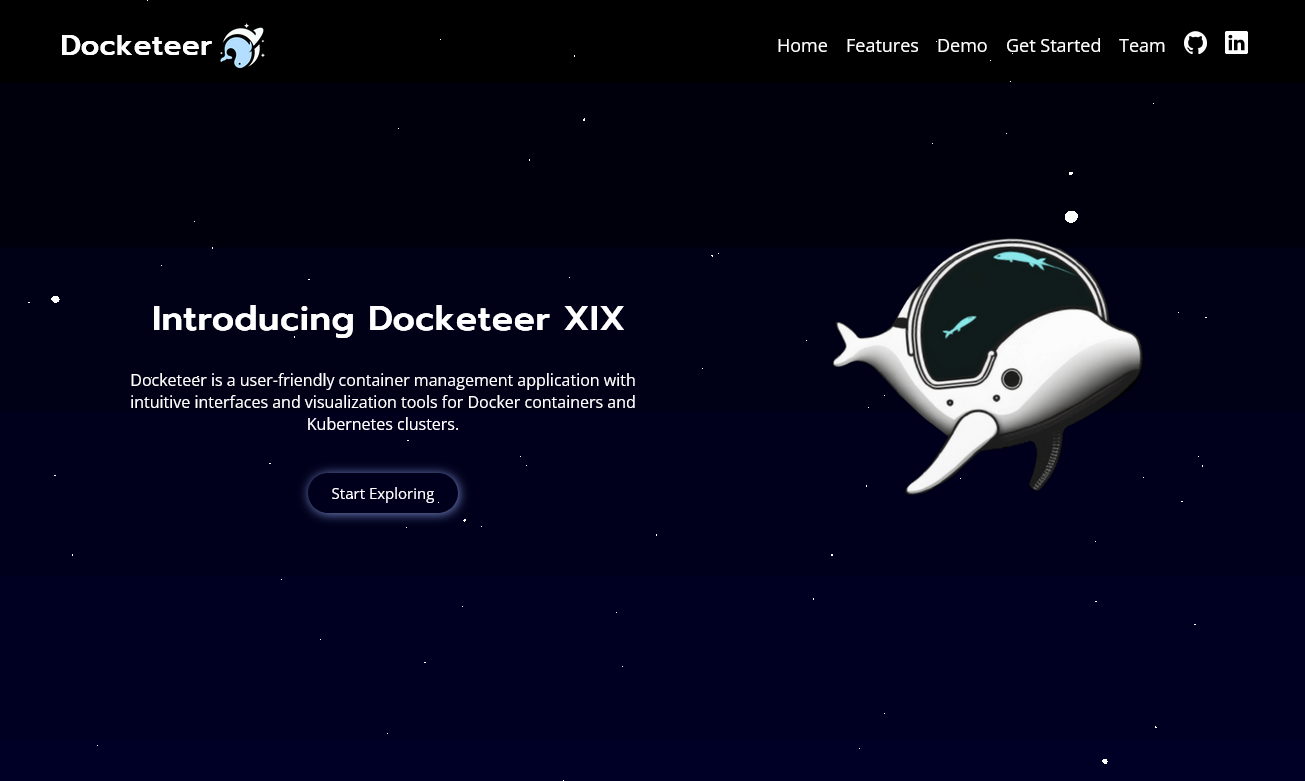 Docketeer
Home Features Demo Get Started Team
Introducing Docketeer XIX
Docketeer is a user-friendly container management application with
intuitive interfaces and visualization tools for Docker containers and
Kubernetes clusters.
Start Exploring